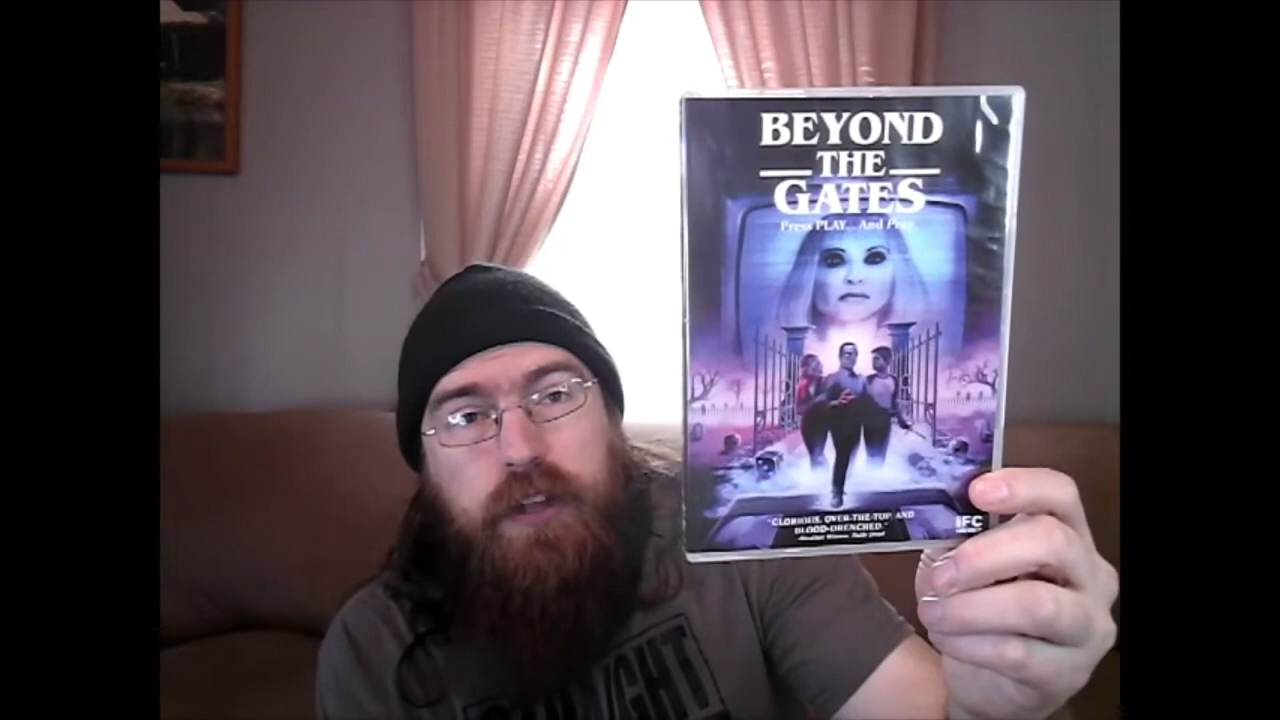 BEYOND
THE
GATES
Press PLAY... And Pray
"GLORIOUS, OVER-THE-TOP, AND
BLOOD-DRENCHED."
IFC